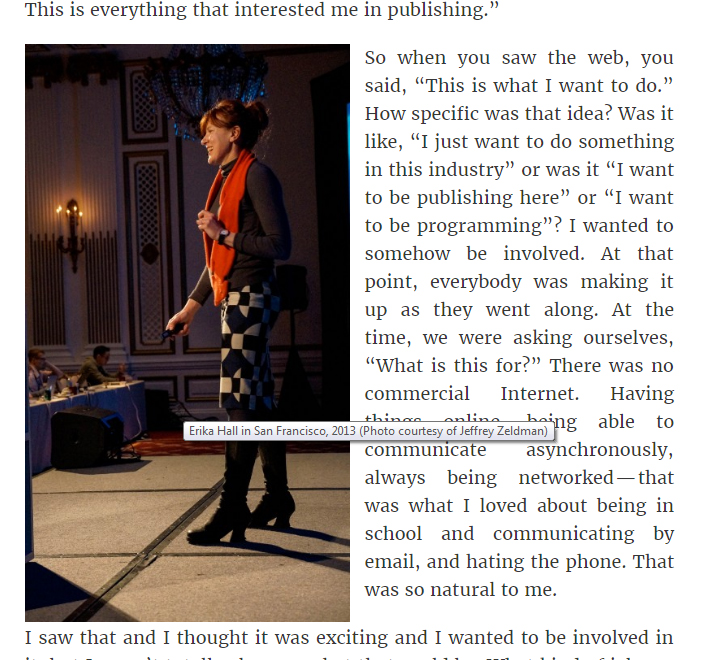 This is everything that interested me in publishing.”
So when you saw the web, you
said, “This is what I want to do.”
How specific was that idea? Was it
like, “I just want to do something
in this industry” or was it “I want
to be publishing here” or “I want
to be programming”? I wanted to
somehow be involved. At that
point, everybody was making it
up as they went along. At the
time, we were asking ourselves,
“What is this for?” There was no
commercial Internet. Having
things online, being able to
Erika Hall in San Francisco, 2013 (Photo courtesy of Jeffrey Zeldman)
communicate asynchronously,
always being networked—that
was what I loved about being in
school and communicating by
email, and hating the phone. That
was so natural to me.
I saw that and I thought it was exciting and I wanted to be involved in